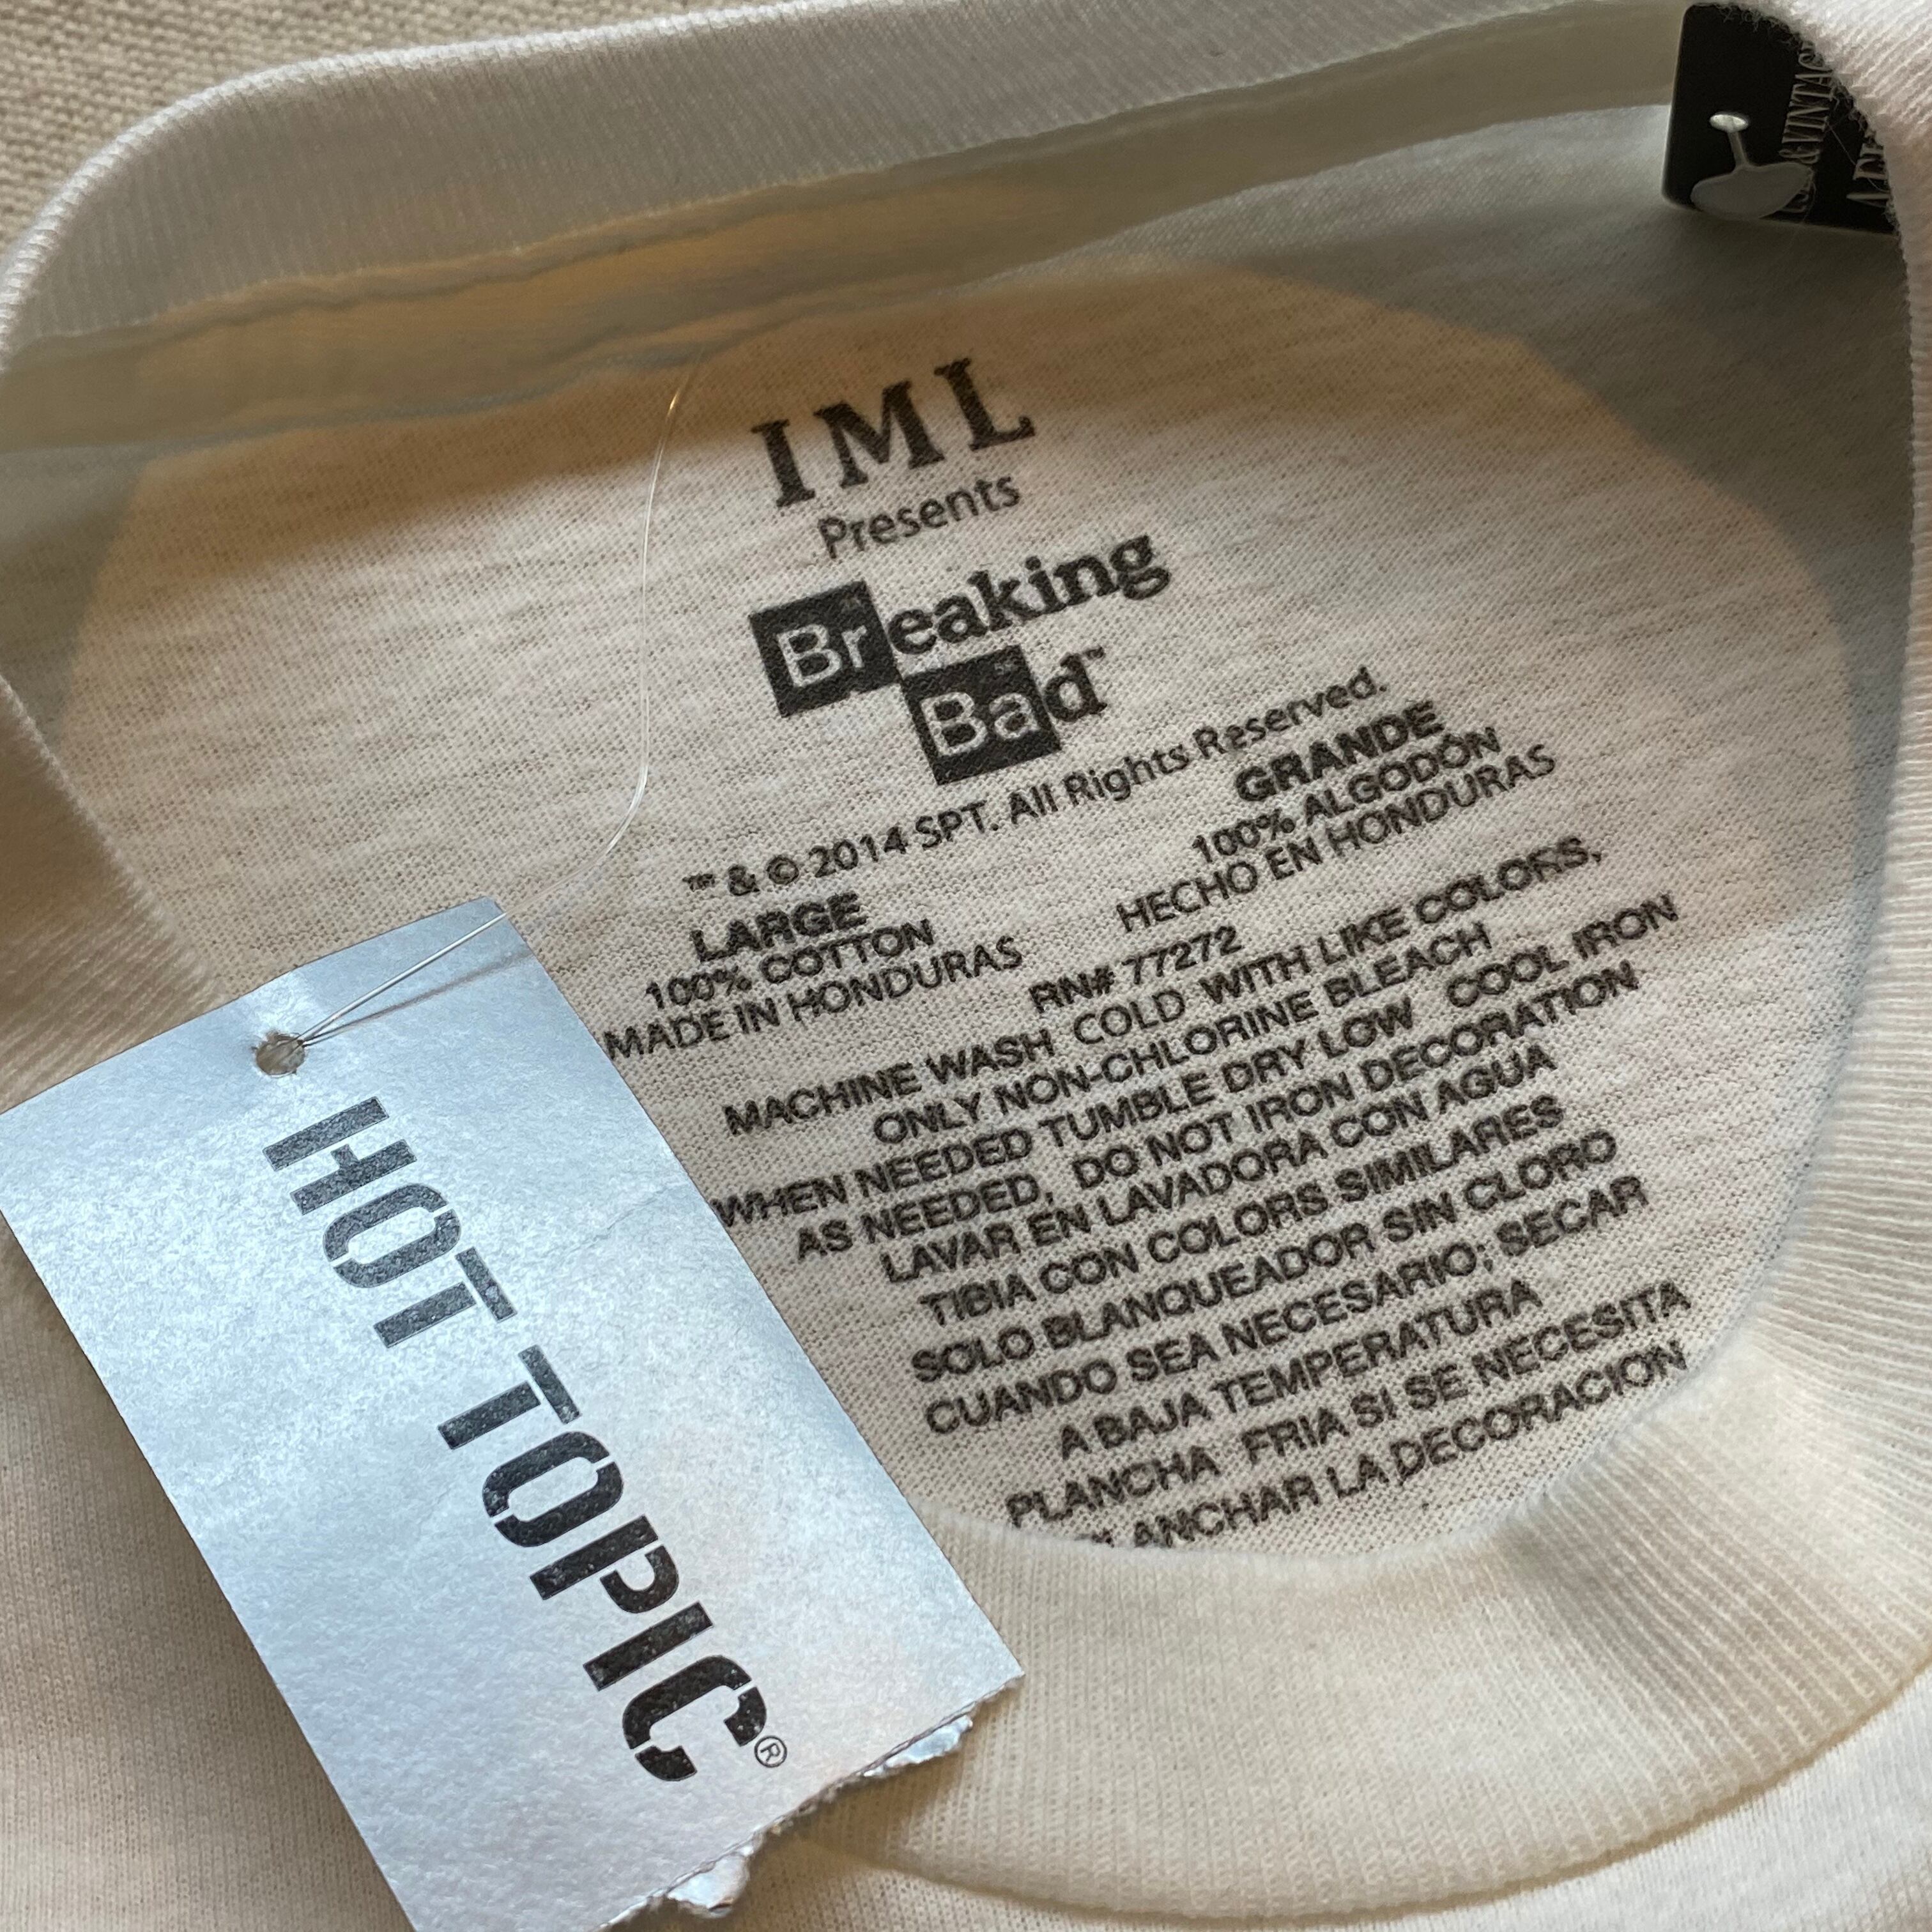 IML
Presents
Breaking
Bad™
™ & © 2014 SPT. All Rights Reserved.
LARGE GRANDE
100% COTTON 100% ALGODÓN
MADE IN HONDURAS HECHO EN HONDURAS
RN# 77272
MACHINE WASH COLD WITH LIKE COLORS,
ONLY NON-CHLORINE BLEACH
WHEN NEEDED TUMBLE DRY LOW COOL IRON
AS NEEDED, DO NOT IRON DECORATION
LAVAR EN LAVADORA CON AGUA
TIBIA CON COLORS SIMILARES
SOLO BLANQUEADOR SIN CLORO
CUANDO SEA NECESARIO; SECAR
A BAJA TEMPERATURA
PLANCHA FRIA SI SE NECESITA
LANCHAR LA DECORACION
HOT TOPIC®
&VINTAG